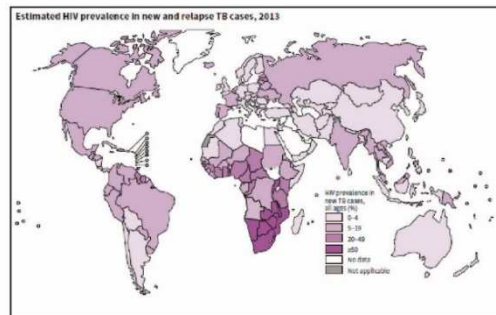 Estimated HIV prevalence in new and relapse TB cases, 2013
HIV prevalence in
new TB cases,
all ages (%)
0–4
5–19
20–49
≥50
No data
Not applicable